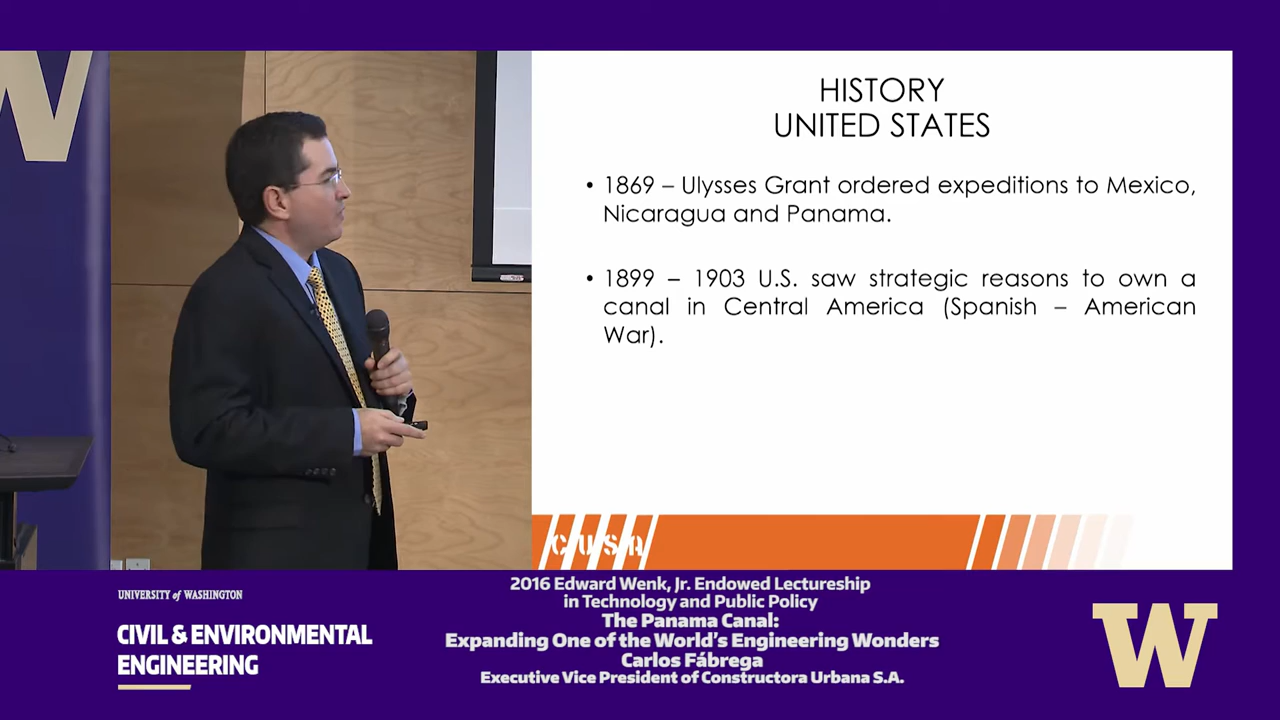 W
HISTORY
UNITED STATES
• 1869 – Ulysses Grant ordered expeditions to Mexico,
Nicaragua and Panama.
• 1899 – 1903 U.S. saw strategic reasons to own a
canal in Central America (Spanish – American
War).
CUSA
UNIVERSITY of WASHINGTON
CIVIL & ENVIRONMENTAL
ENGINEERING
2016 Edward Wenk, Jr. Endowed Lectureship
in Technology and Public Policy
The Panama Canal:
Expanding One of the World's Engineering Wonders
Carlos Fábrega
Executive Vice President of Constructora Urbana S.A.
W